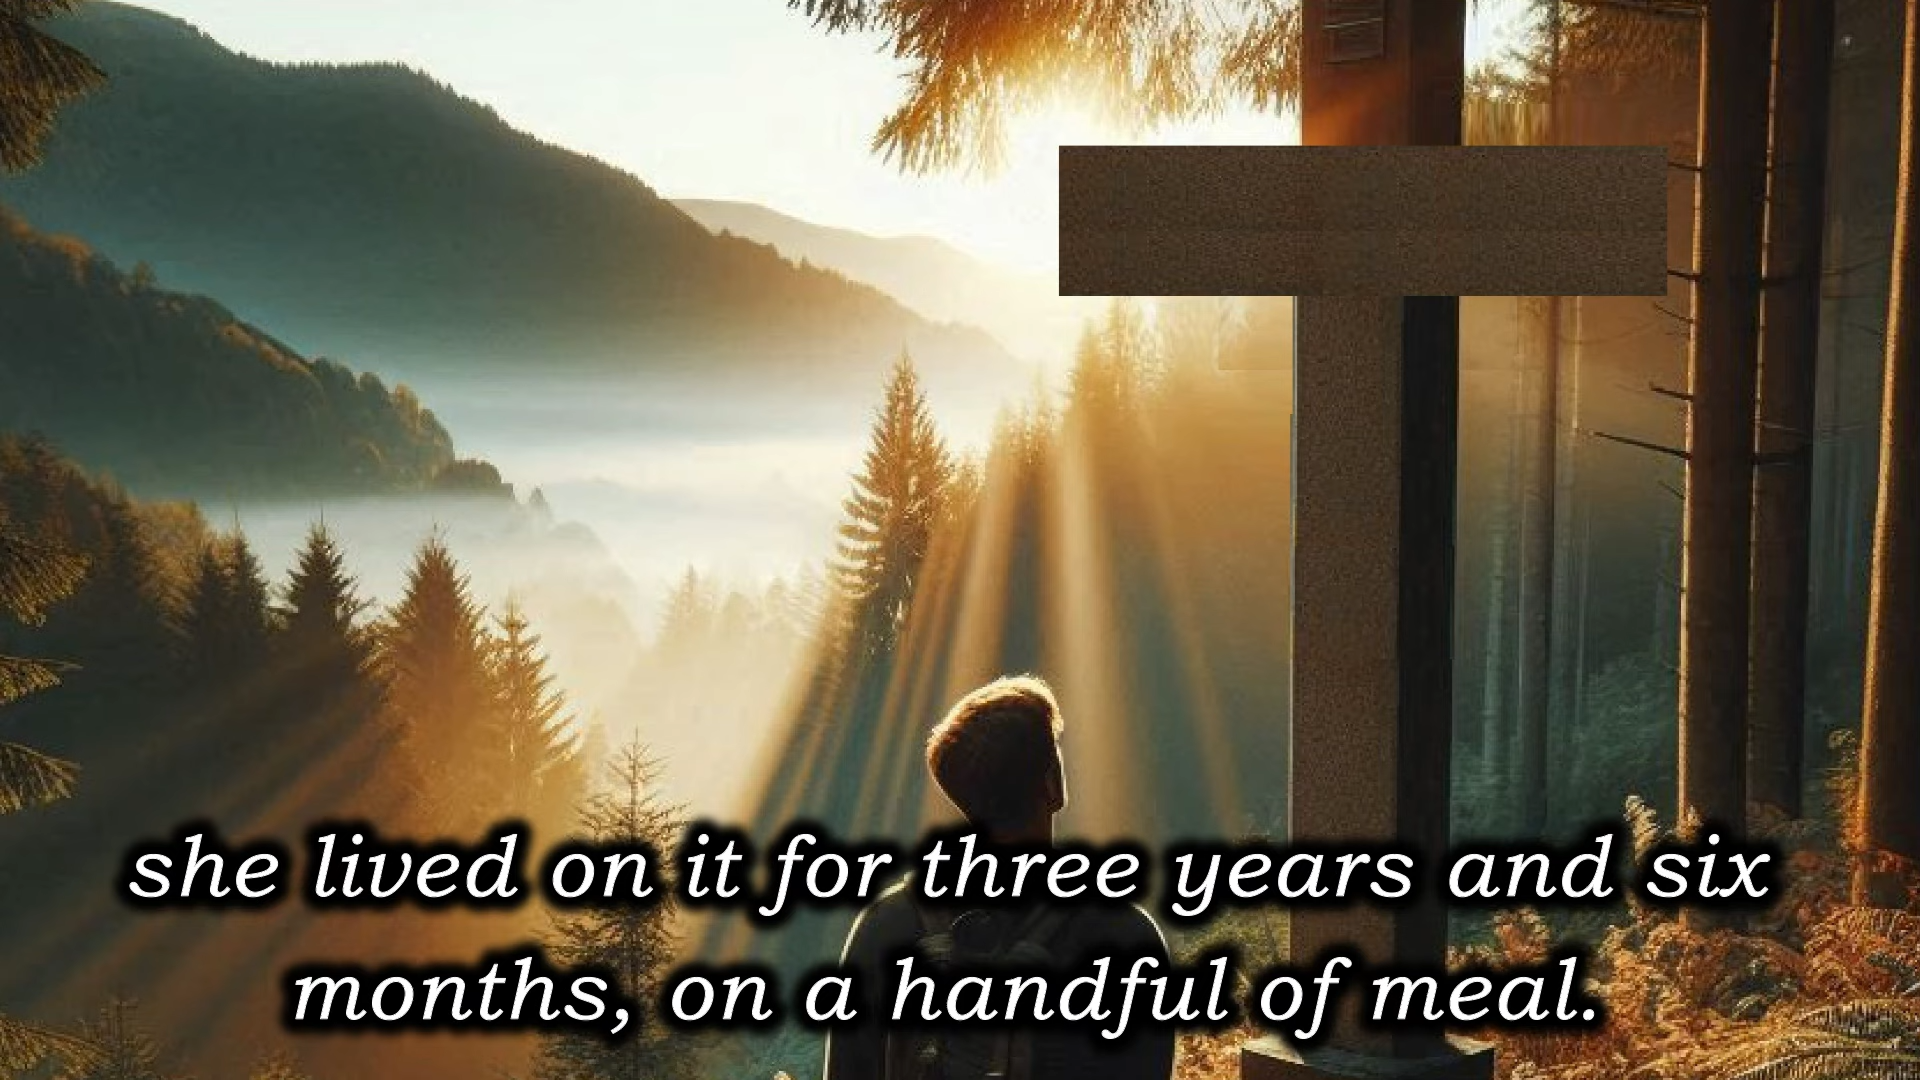 she lived on it for three years and six
months, on a handful of meal.